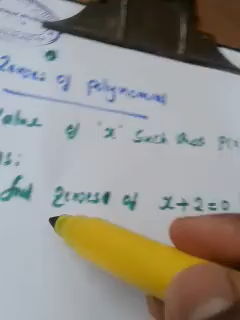 Zeroes of polynomial
Value of 'x' such that P(x
Find Zeroes of x+2=0